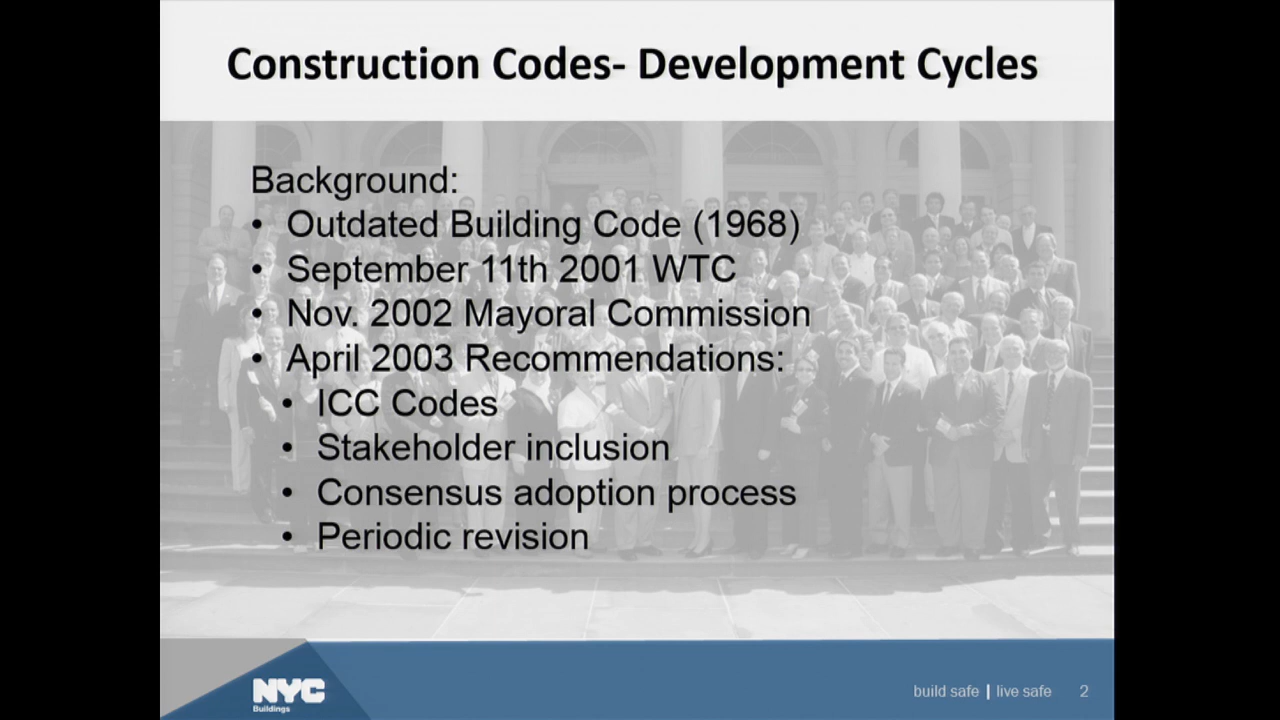 Construction Codes- Development Cycles
Background:
• Outdated Building Code (1968)
• September 11th 2001 WTC
• Nov. 2002 Mayoral Commission
• April 2003 Recommendations:
• ICC Codes
• Stakeholder inclusion
• Consensus adoption process
• Periodic revision
NYC
Buildings
build safe | live safe 2